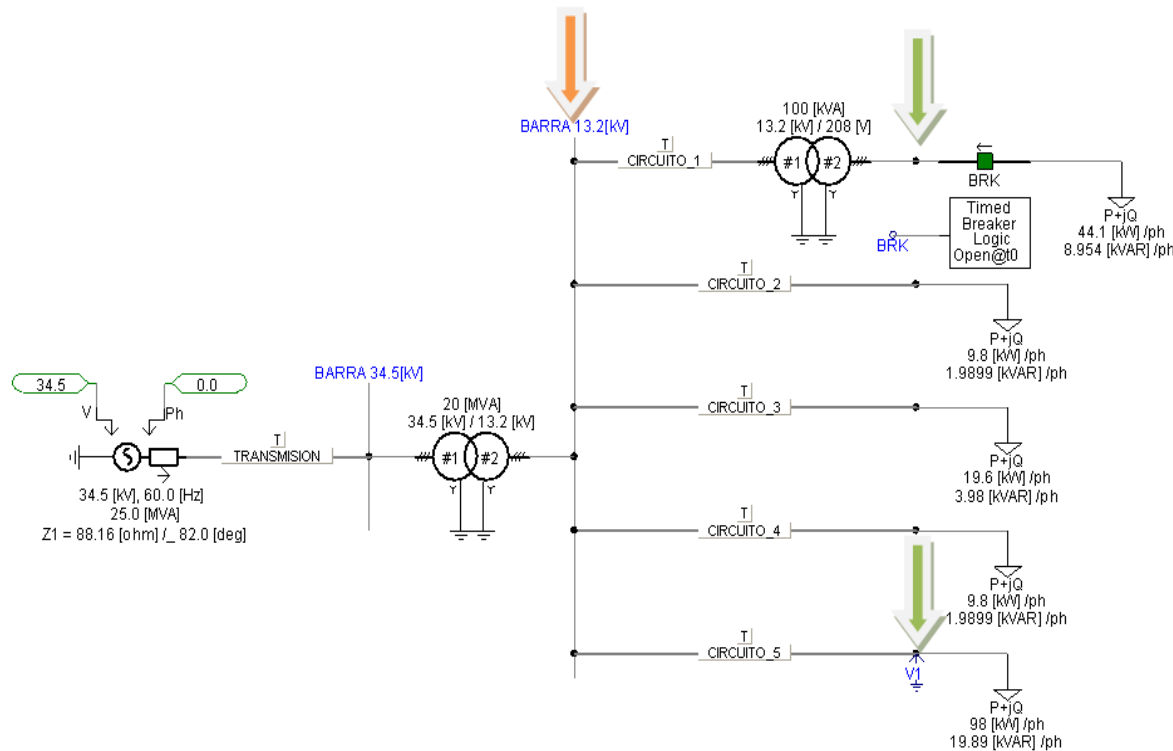 BARRA 13.2[kV]
T
CIRCUITO_1
100 [kVA]
13.2 [kV] / 208 [V]
#1
#2
Y
Y
BRK
P+jQ
44.1 [kW] /ph
8.954 [kVAR] /ph
BRK
Timed
Breaker
Logic
Open@t0
T
CIRCUITO_2
P+jQ
9.8 [kW] /ph
1.9899 [kVAR] /ph
34.5
0.0
V
Ph
34.5 [kV], 60.0 [Hz]
25.0 [MVA]
Z1 = 88.16 [ohm] /_ 82.0 [deg]
T
TRANSMISION
BARRA 34.5[kV]
20 [MVA]
34.5 [kV] / 13.2 [kV]
#1
#2
Y
Y
T
CIRCUITO_3
P+jQ
19.6 [kW] /ph
3.98 [kVAR] /ph
T
CIRCUITO_4
P+jQ
9.8 [kW] /ph
1.9899 [kVAR] /ph
T
CIRCUITO_5
V1
P+jQ
98 [kW] /ph
19.89 [kVAR] /ph